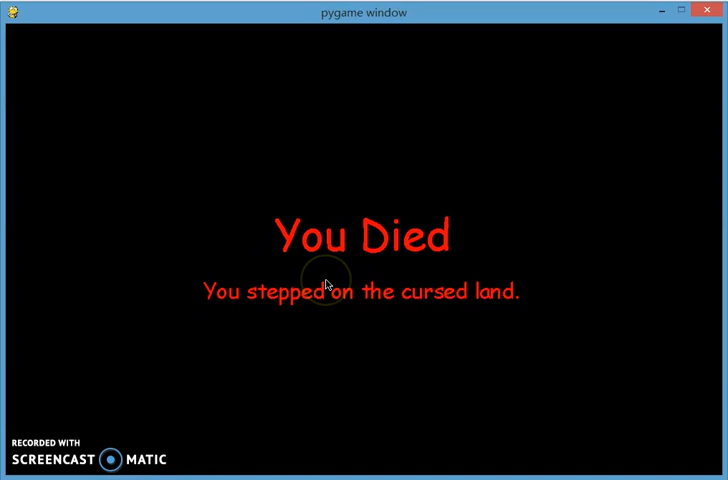 pygame window
You Died
You stepped on the cursed land.
RECORDED WITH
SCREENCAST MATIC